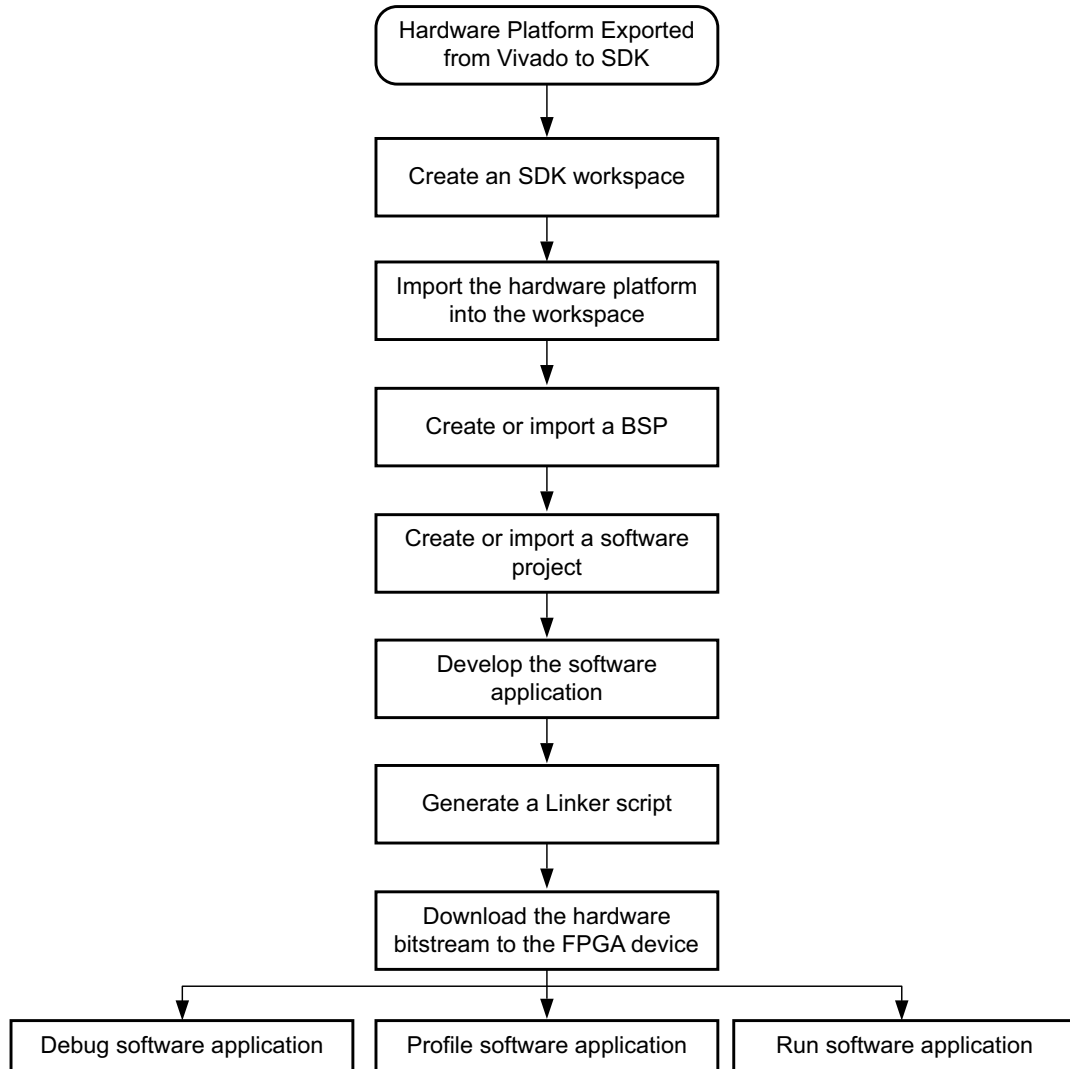 Hardware Platform Exported
from Vivado to SDK
Create an SDK workspace
Import the hardware platform
into the workspace
Create or import a BSP
Create or import a software
project
Develop the software
application
Generate a Linker script
Download the hardware
bitstream to the FPGA device
Debug software application
Profile software application
Run software application